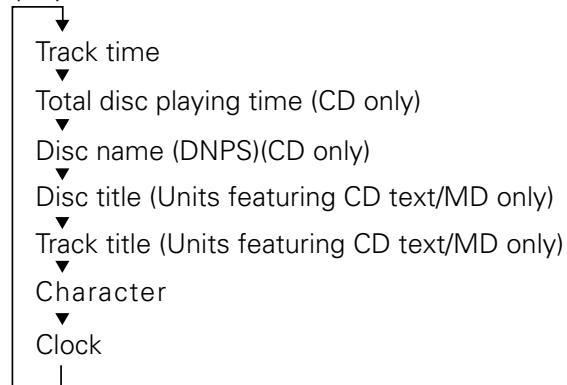 Track time
Total disc playing time (CD only)
Disc name (DNPS)(CD only)
Disc title (Units featuring CD text/MD only)
Track title (Units featuring CD text/MD only)
Character
Clock